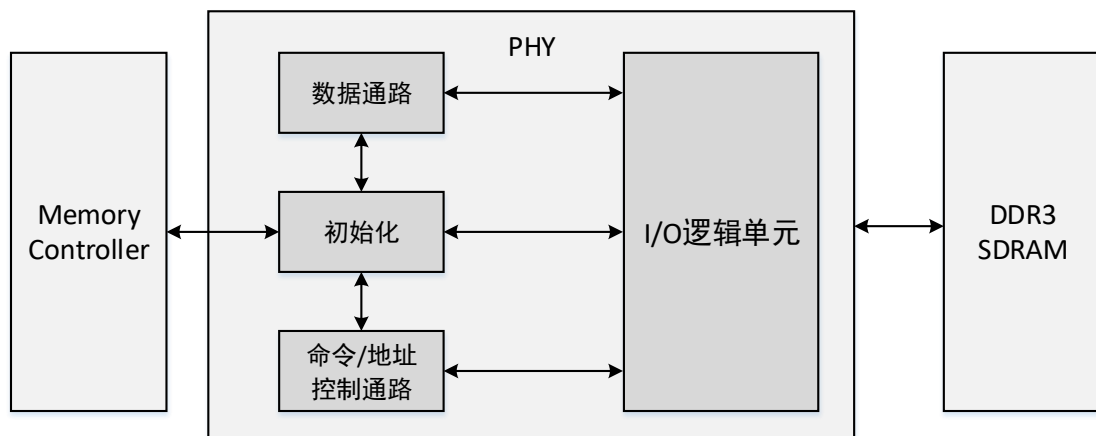 PHY
数据通路
初始化
命令/地址
控制通路
I/O逻辑单元
Memory
Controller
DDR3
SDRAM